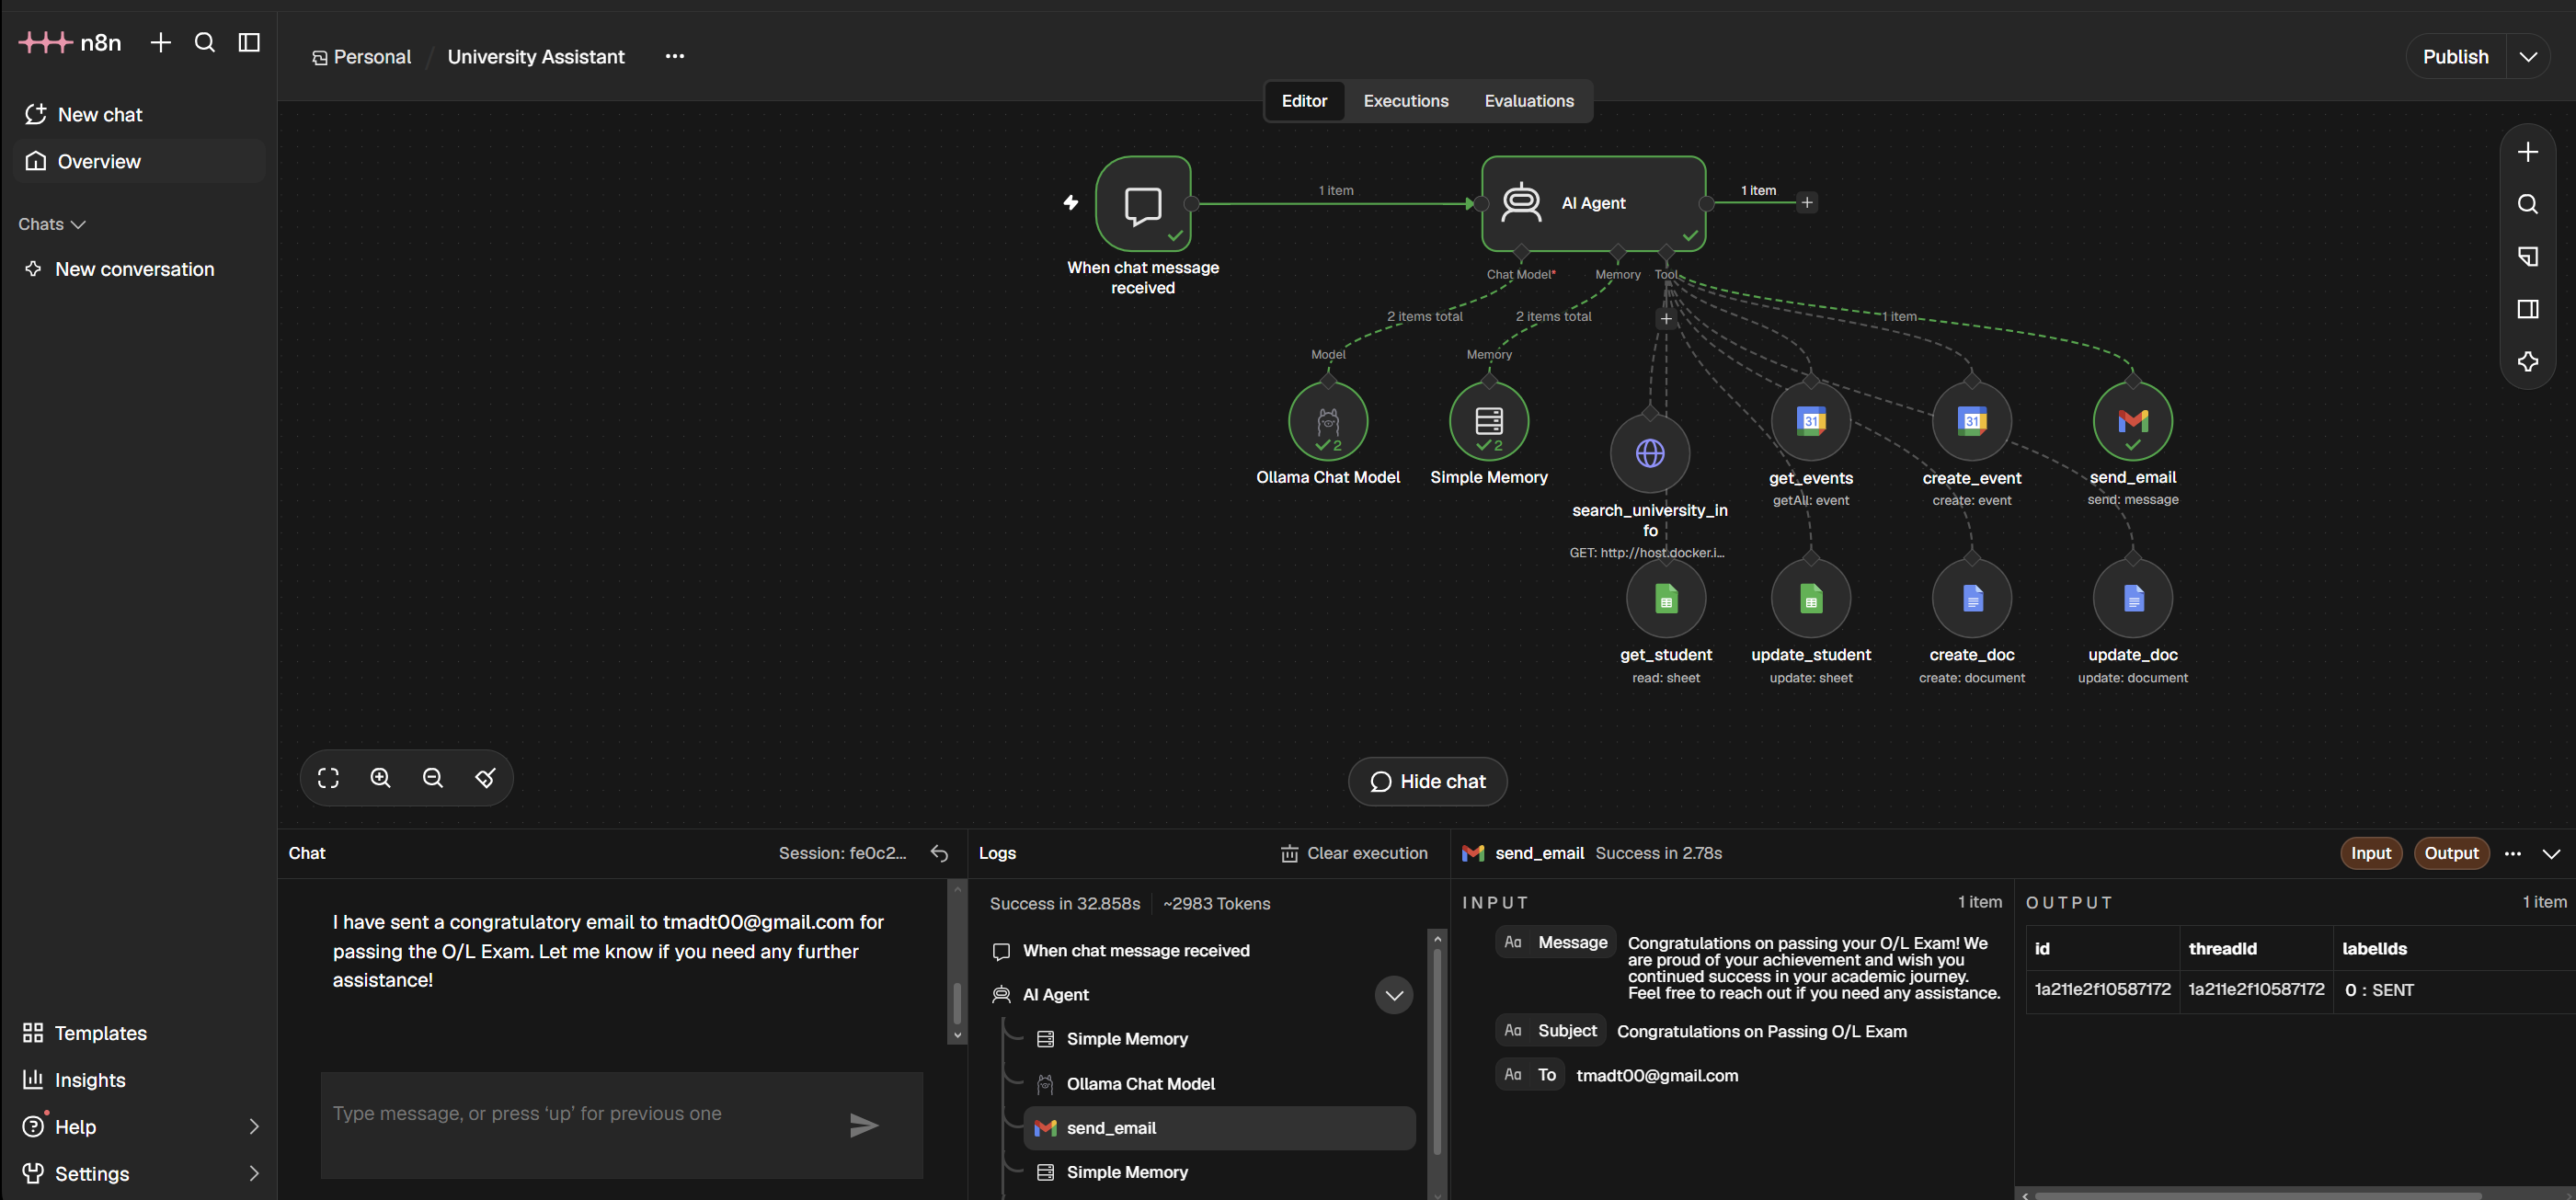 n8n
Personal / University Assistant ...
Publish
Editor Executions Evaluations
New chat
Overview
Chats
New conversation
Templates
Insights
Help
Settings
1 item
AI Agent
1 item
When chat message
received
Chat Model*
Memory
Tool
2 items total
2 items total
1 item
Model
Memory
Ollama Chat Model
2
Simple Memory
2
search_university_in
fo
GET: http://host.docker.i...
31
get_events
getAll: event
31
create_event
create: event
send_email
send: message
get_student
read: sheet
update_student
update: sheet
create_doc
create: document
update_doc
update: document
Hide chat
Chat
Session: fe0c2...
I have sent a congratulatory email to tmadt00@gmail.com for
passing the O/L Exam. Let me know if you need any further
assistance!
Type message, or press ‘up’ for previous one
Logs
Clear execution
Success in 32.858s
~2983 Tokens
When chat message received
AI Agent
Simple Memory
Ollama Chat Model
send_email
Simple Memory
send_email Success in 2.78s
Input Output
INPUT
1 item
Aa Message
Congratulations on passing your O/L Exam! We
are proud of your achievement and wish you
continued success in your academic journey.
Feel free to reach out if you need any assistance.
Aa Subject Congratulations on Passing O/L Exam
Aa To tmadt00@gmail.com
OUTPUT
1 item
id threadId labelIds
1a211e2f10587172 1a211e2f10587172 0 : SENT